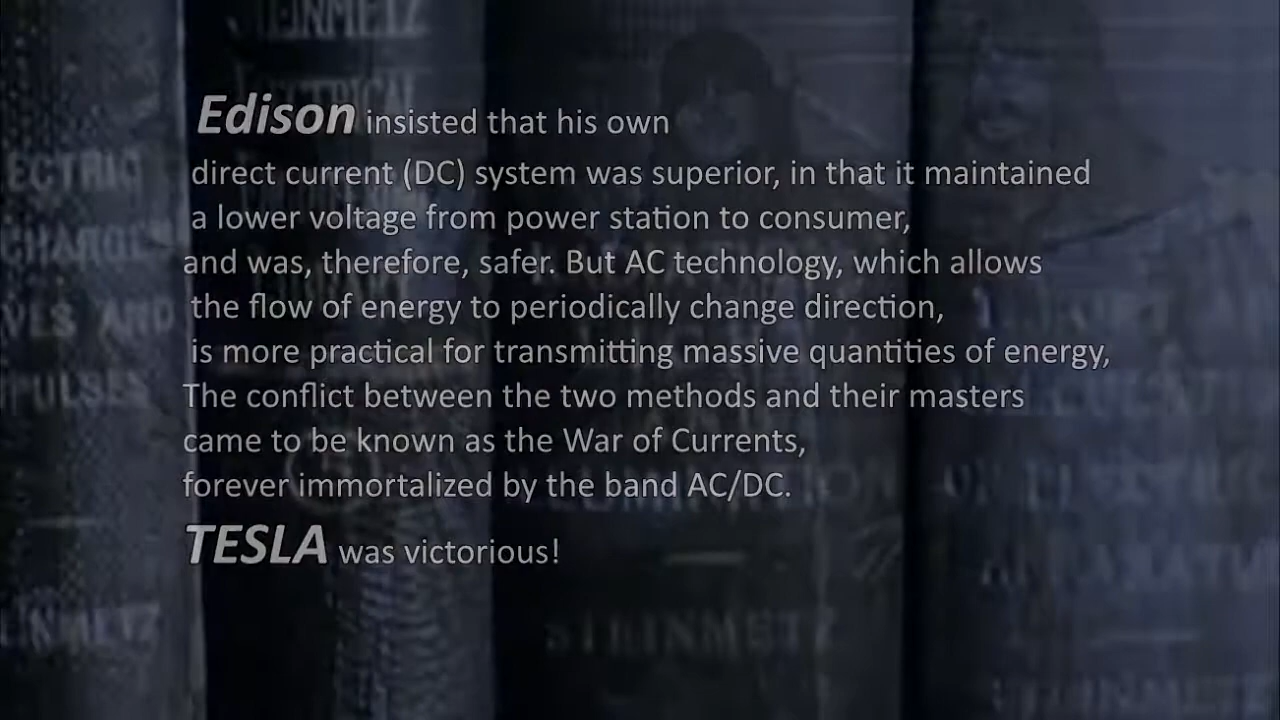 STEINMETZ
Edison insisted that his own
direct current (DC) system was superior, in that it maintained
a lower voltage from power station to consumer,
and was, therefore, safer. But AC technology, which allows
the flow of energy to periodically change direction,
is more practical for transmitting massive quantities of energy,
The conflict between the two methods and their masters
came to be known as the War of Currents,
forever immortalized by the band AC/DC.
TESLA was victorious!
STEINMETZ
STEINMETZ